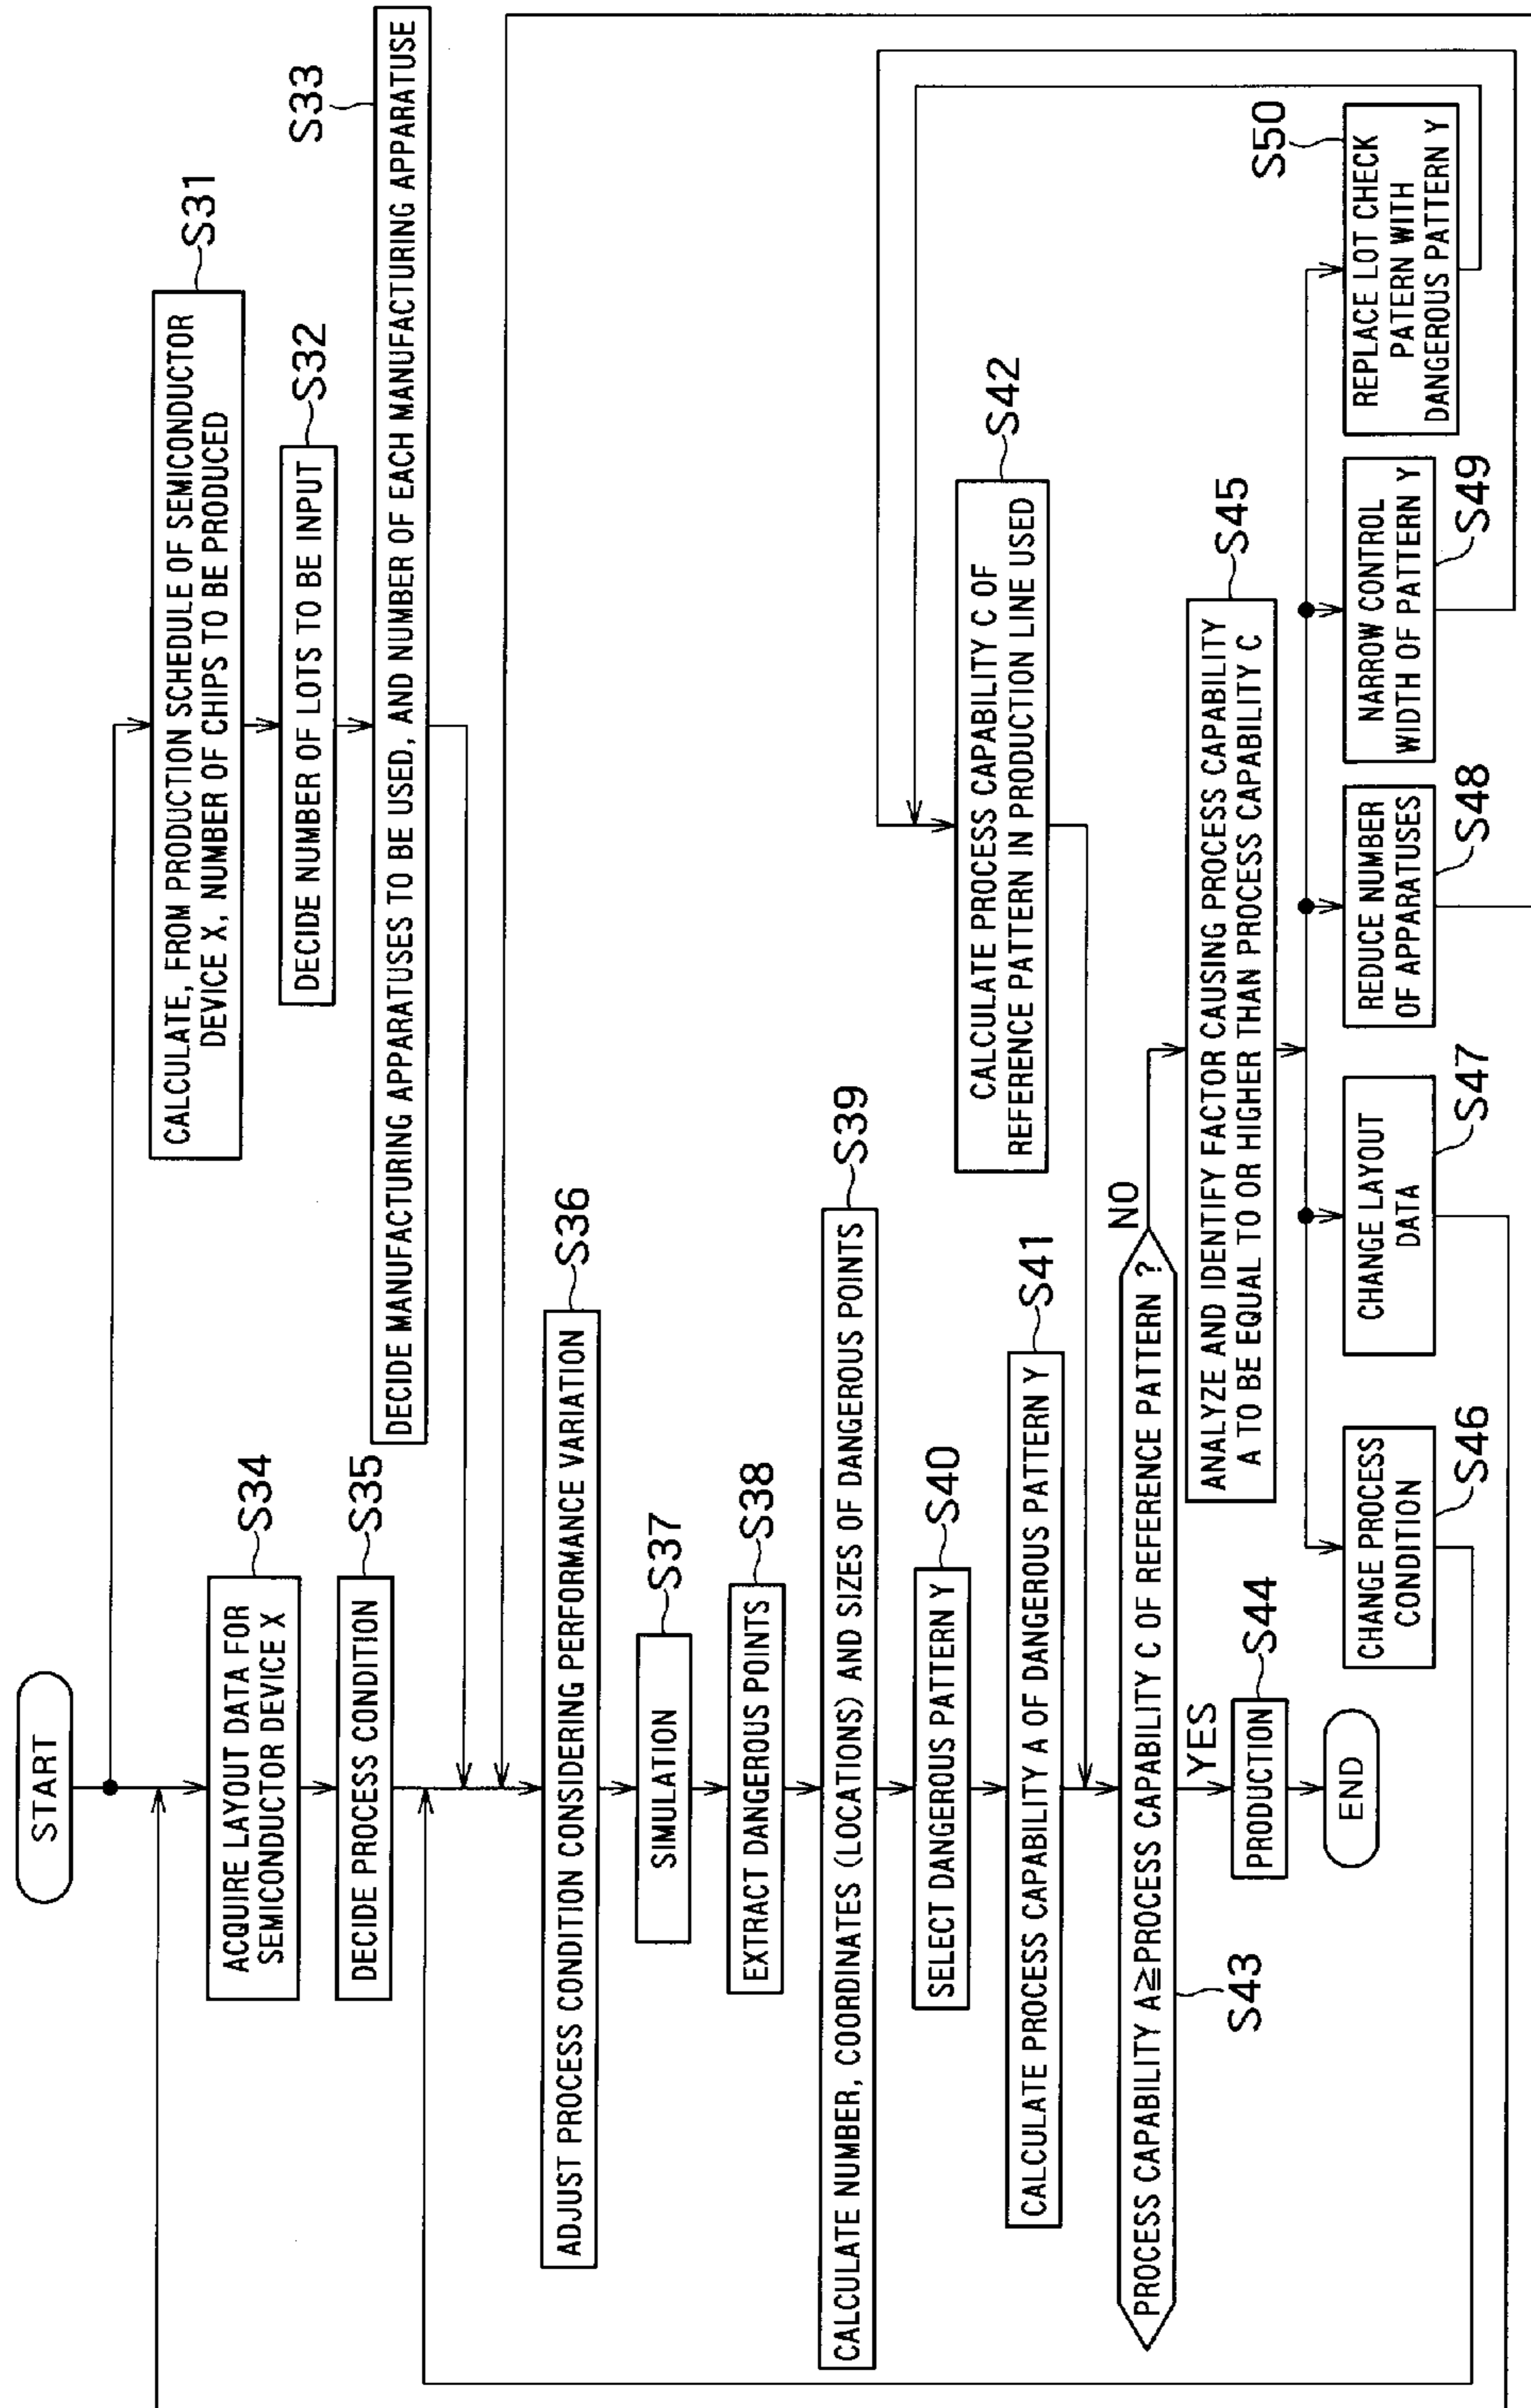 START
CALCULATE, FROM PRODUCTION SCHEDULE OF SEMICONDUCTOR
DEVICE X, NUMBER OF CHIPS TO BE PRODUCED
S31
DECIDE NUMBER OF LOTS TO BE INPUT
S32
S33
DECIDE MANUFACTURING APPARATUSES TO BE USED, AND NUMBER OF EACH MANUFACTURING APPARATUSE
ACQUIRE LAYOUT DATA FOR
SEMICONDUCTOR DEVICE X
S34
DECIDE PROCESS CONDITION
S35
ADJUST PROCESS CONDITION CONSIDERING PERFORMANCE VARIATION
S36
SIMULATION
S37
EXTRACT DANGEROUS POINTS
S38
CALCULATE NUMBER, COORDINATES (LOCATIONS) AND SIZES OF DANGEROUS POINTS
S39
SELECT DANGEROUS PATTERN Y
S40
CALCULATE PROCESS CAPABILITY A OF DANGEROUS PATTERN Y
S41
CALCULATE PROCESS CAPABILITY C OF
REFERENCE PATTERN IN PRODUCTION LINE USED
S42
PROCESS CAPABILITY A≧PROCESS CAPABILITY C OF REFERENCE PATTERN ?
S43
NO
YES
PRODUCTION
S44
END
ANALYZE AND IDENTIFY FACTOR CAUSING PROCESS CAPABILITY
A TO BE EQUAL TO OR HIGHER THAN PROCESS CAPABILITY C
S45
CHANGE PROCESS
CONDITION
S46
CHANGE LAYOUT
DATA
S47
REDUCE NUMBER
OF APPARATUSES
S48
NARROW CONTROL
WIDTH OF PATTERN Y
S49
REPLACE LOT CHECK
PATERN WITH
DANGEROUS PATTERN Y
S50